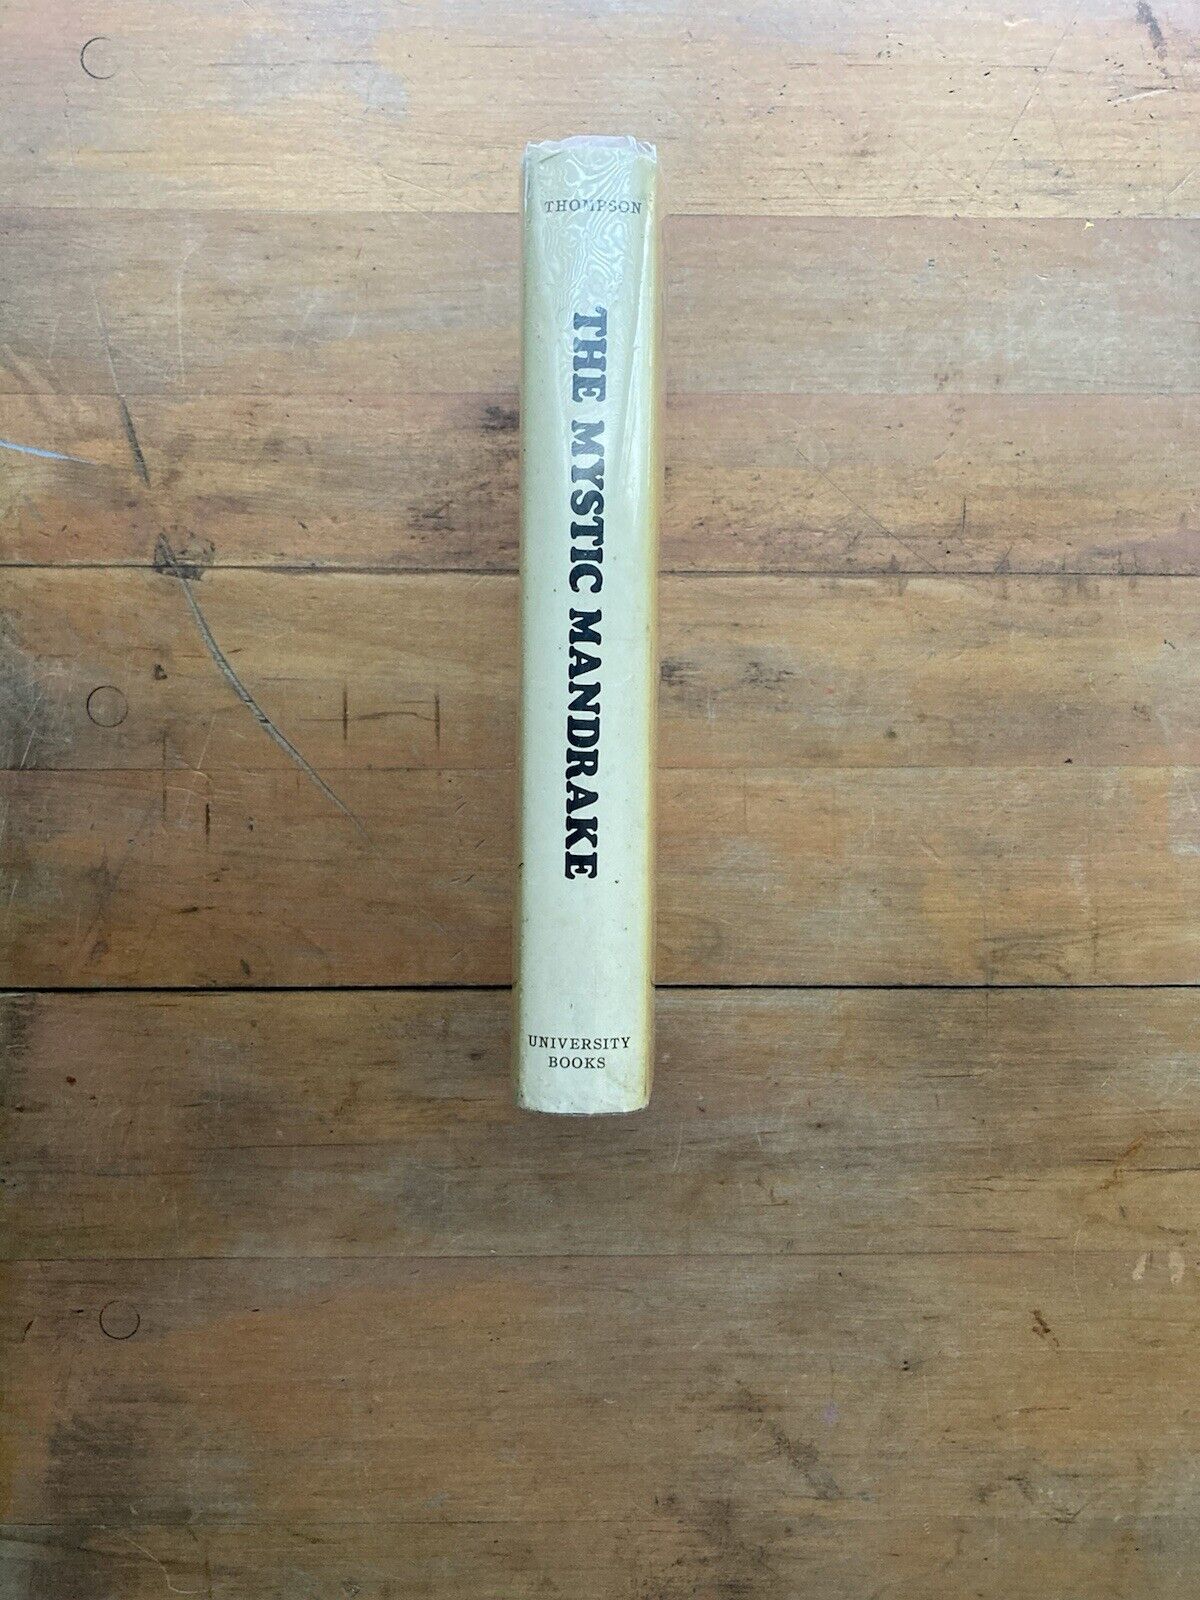 THOMPSON
THE MYSTIC MANDRAKE
UNIVERSITY
BOOKS